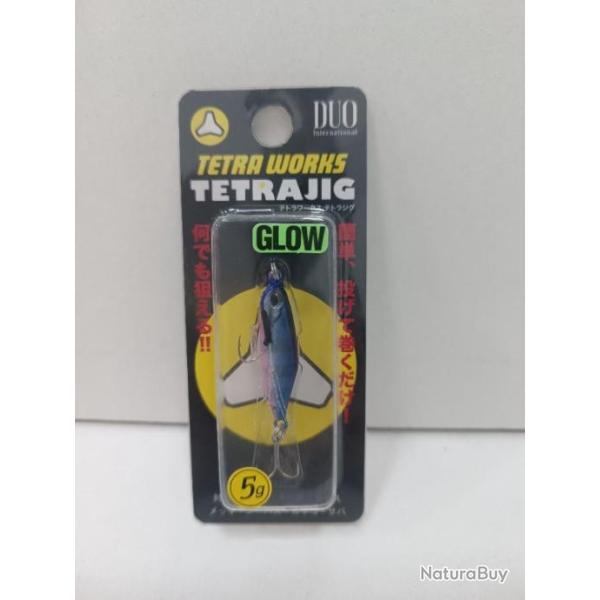 DUO
International
TETRA WORKS
TETRAJIG
テトラワークス テトラジグ
GLOW
簡単、投げて巻くだけ!
何でも狙える!!
5g
NaturaBuy